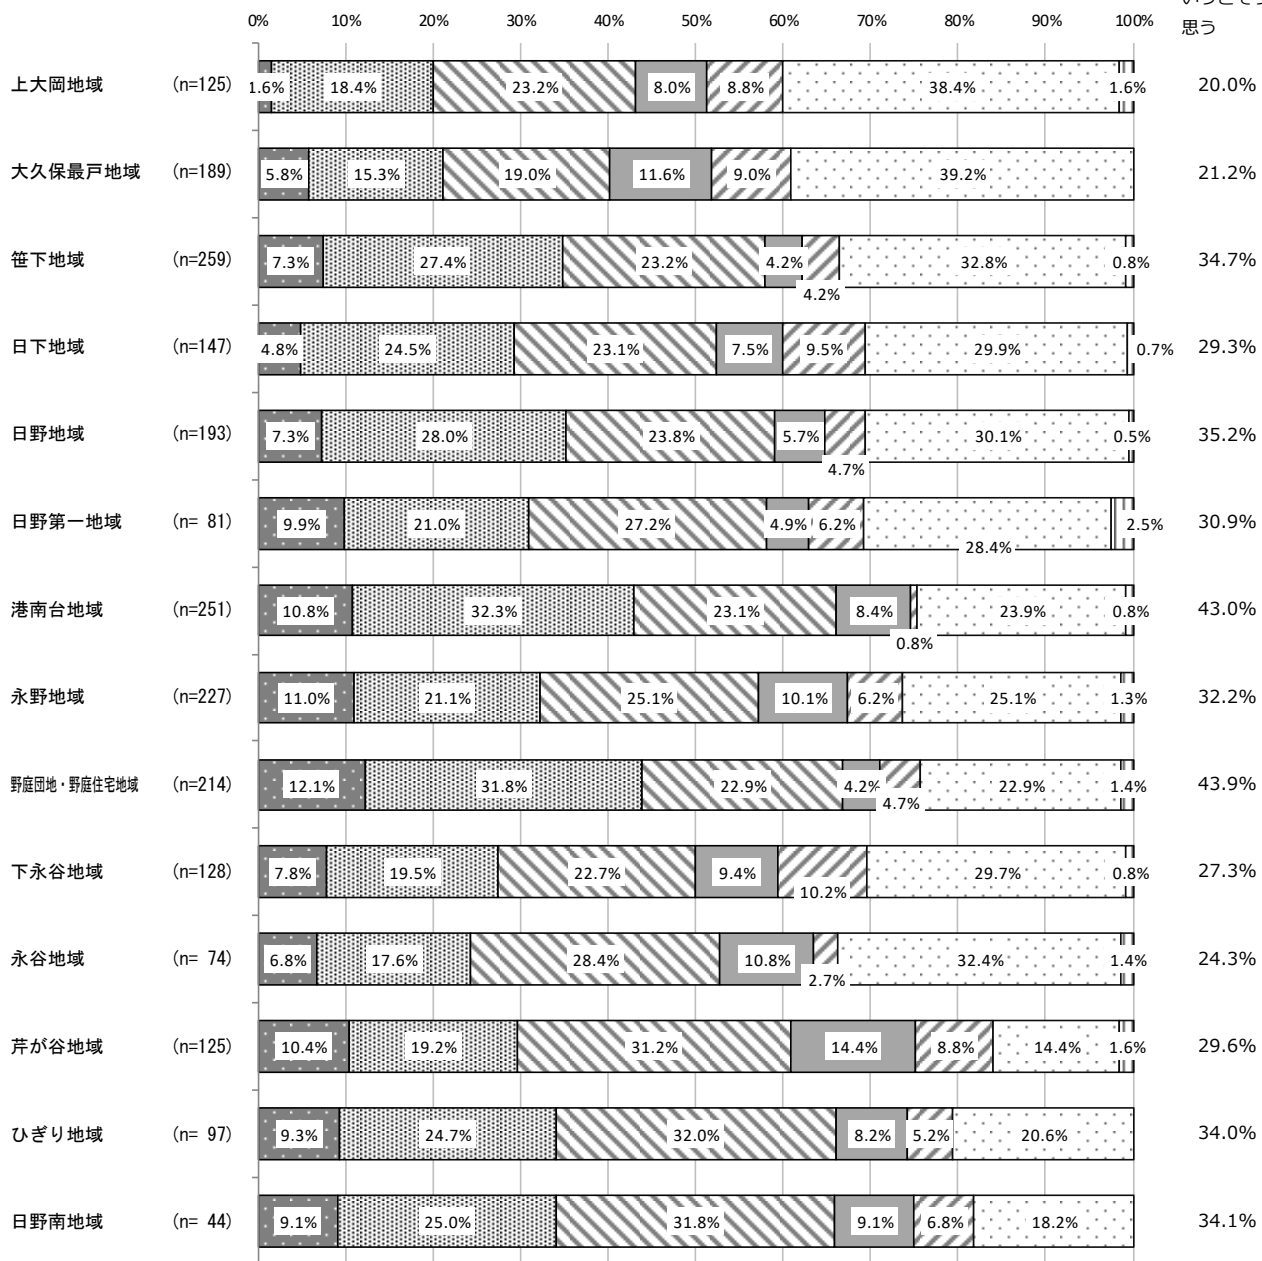 思う
0% 10% 20% 30% 40% 50% 60% 70% 80% 90% 100%
上大岡地域 (n=125) 1.6% 18.4% 23.2% 8.0% 8.8% 38.4% 1.6% 20.0%
大久保最戸地域 (n=189) 5.8% 15.3% 19.0% 11.6% 9.0% 39.2% 21.2%
笹下地域 (n=259) 7.3% 27.4% 23.2% 4.2% 4.2% 32.8% 0.8% 34.7%
日下地域 (n=147) 4.8% 24.5% 23.1% 7.5% 9.5% 29.9% 0.7% 29.3%
日野地域 (n=193) 7.3% 28.0% 23.8% 5.7% 4.7% 30.1% 0.5% 35.2%
日野第一地域 (n= 81) 9.9% 21.0% 27.2% 4.9% 6.2% 28.4% 2.5% 30.9%
港南台地域 (n=251) 10.8% 32.3% 23.1% 8.4% 0.8% 23.9% 0.8% 43.0%
永野地域 (n=227) 11.0% 21.1% 25.1% 10.1% 6.2% 25.1% 1.3% 32.2%
野庭団地・野庭住宅地域 (n=214) 12.1% 31.8% 22.9% 4.2% 4.7% 22.9% 1.4% 43.9%
下永谷地域 (n=128) 7.8% 19.5% 22.7% 9.4% 10.2% 29.7% 0.8% 27.3%
永谷地域 (n= 74) 6.8% 17.6% 28.4% 10.8% 2.7% 32.4% 1.4% 24.3%
芹が谷地域 (n=125) 10.4% 19.2% 31.2% 14.4% 8.8% 14.4% 1.6% 29.6%
ひぎり地域 (n= 97) 9.3% 24.7% 32.0% 8.2% 5.2% 20.6% 34.0%
日野南地域 (n= 44) 9.1% 25.0% 31.8% 9.1% 6.8% 18.2% 34.1%